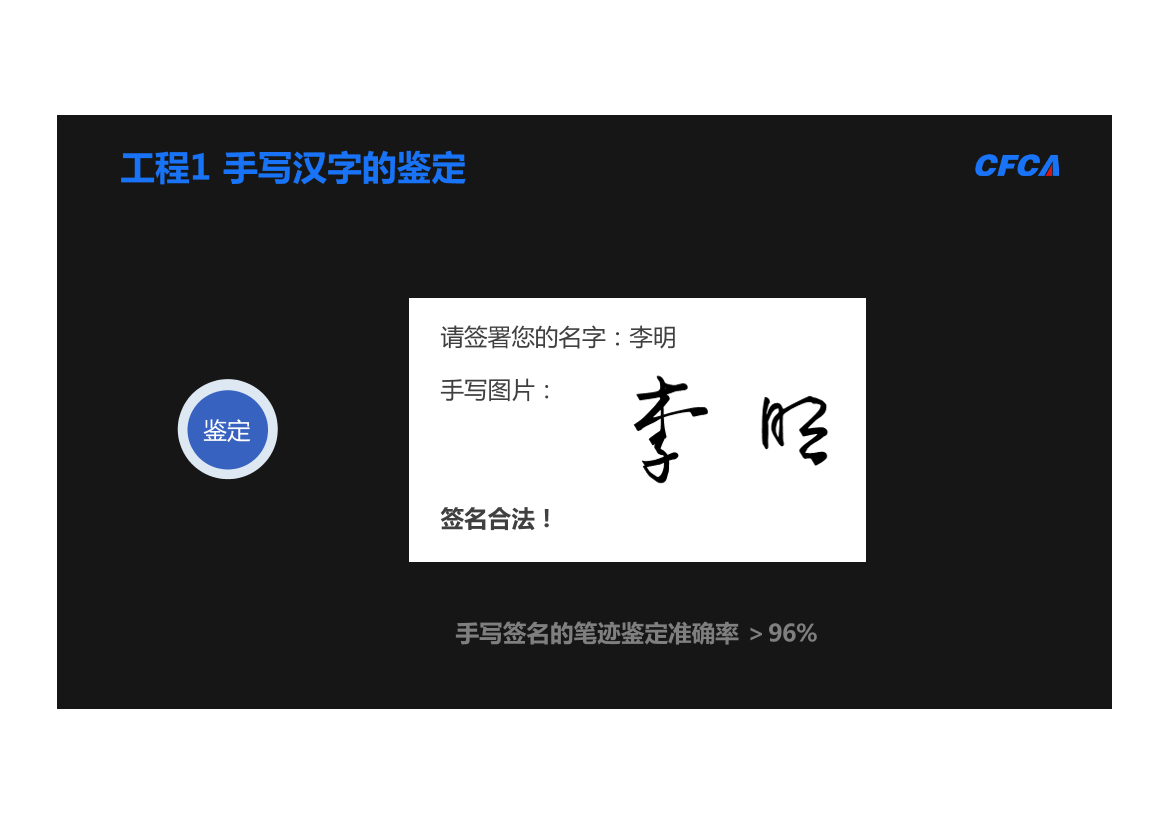 工程1 手写汉字的鉴定
CFCA
请签署您的名字：李明
手写图片：
李 明
鉴定
签名合法！
手写签名的笔迹鉴定准确率 > 96%